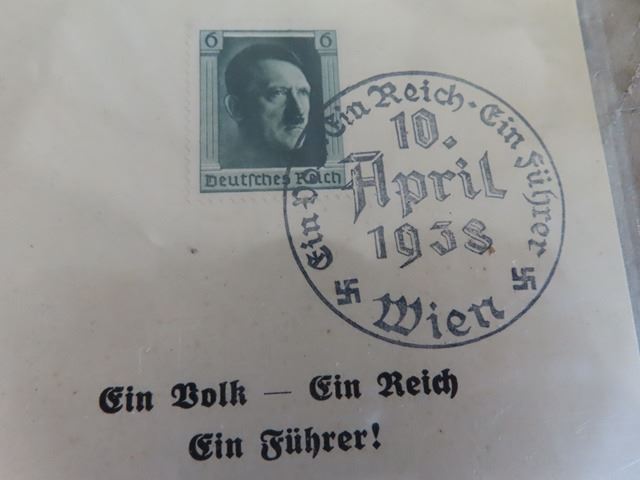 6 6
Deutsches Reich
Ein Reich · Ein Führer
10.
April
1938
Wien
Ein Volk — Ein Reich
Ein Führer!